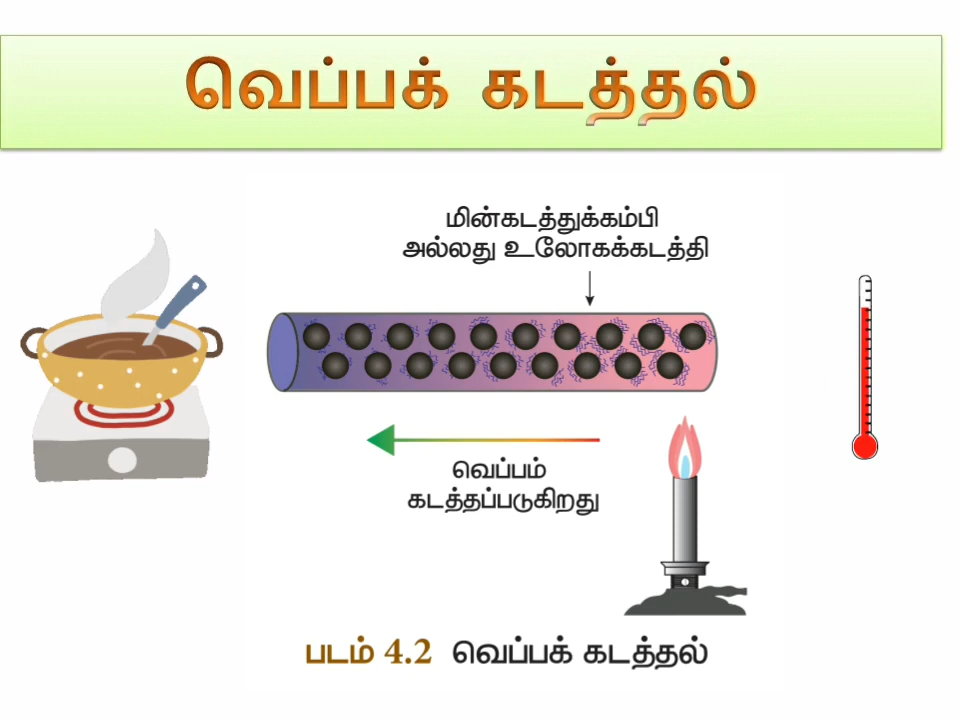 வெப்பக் கடத்தல்
மின்கடத்துக்கம்பி
அல்லது உலோகக்கடத்தி
வெப்பம்
கடத்தப்படுகிறது
படம் 4.2 வெப்பக் கடத்தல்